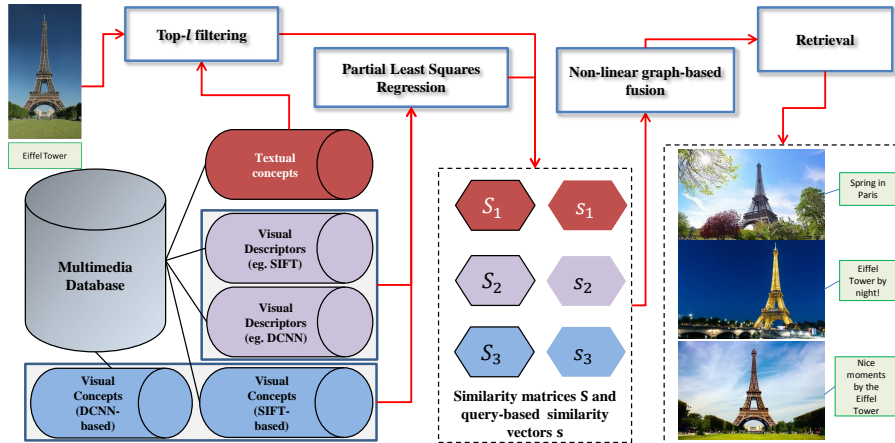 Top-l filtering
Retrieval
Partial Least Squares
Regression
Non-linear graph-based
fusion
Eiffel Tower
Textual
concepts
Visual
Descriptors
(eg. SIFT)
Multimedia
Database
Visual
Descriptors
(eg. DCNN)
Visual
Concepts
(DCNN-
based)
Visual
Concepts
(SIFT-
based)
S₁ s₁
S₂ s₂
S₃ s₃
Similarity matrices S and
query-based similarity
vectors s
Spring in
Paris
Eiffel
Tower by
night!
Nice
moments
by the
Eiffel
Tower